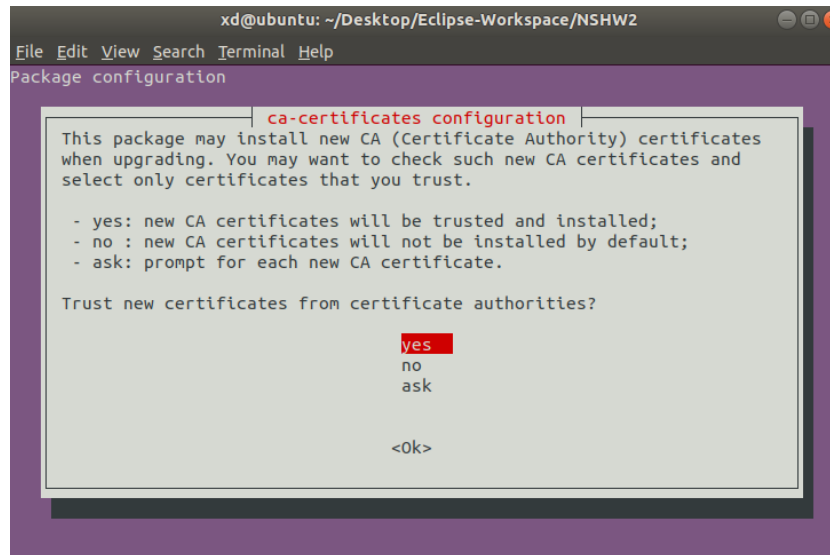 xd@ubuntu: ~/Desktop/Eclipse-Workspace/NSHW2
File Edit View Search Terminal Help
Package configuration
ca-certificates configuration
This package may install new CA (Certificate Authority) certificates
when upgrading. You may want to check such new CA certificates and
select only certificates that you trust.
- yes: new CA certificates will be trusted and installed;
- no : new CA certificates will not be installed by default;
- ask: prompt for each new CA certificate.
Trust new certificates from certificate authorities?
yes
no
ask
<Ok>